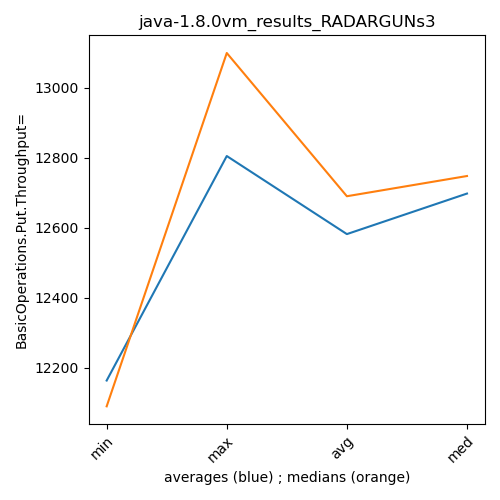 java-1.8.0vm_results_RADARGUNs3
BasicOperations.Put.Throughput=
13000
12800
12600
12400
12200
min
max
avg
med
averages (blue) ; medians (orange)